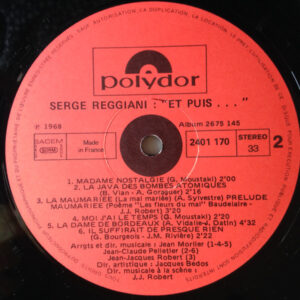 polydor
SERGE REGGIANI : "ET PUIS . . . "
℗ 1968
Album 2675 145
SACEM
Made in France
2401 170
STEREO 33
2
1. MADAME NOSTALGIE (G. Moustaki) 2'00
2. LA JAVA DES BOMBES ATOMIQUES
(B. Vian - A. Goraguer) 2'16
3. LA MAUMARIÉE (La mal mariée) (A. Sylvestre) PRELUDE
MAUMARIÉE (Poème "Les fleurs du mal" Baudelaire -
J.J. Robert) 2'20
4. MOI J'AI LE TEMPS (G. Moustaki) 2'20
5. LA DAME DE BORDEAUX (A. Vidalie-J. Datin) 4'32
6. IL SUFFIRAIT DE PRESQUE RIEN
(G. Bourgeois - J.M. Rivière) 2'22
Arrgts et dir. musicale : Jean Morlier (1-4-5)
Jean-Claude Pelletier (2-6)
Jean-Jacques Robert (3)
Dir. artistique : Jacques Bedos
Dir. musicale à la scène :
J.J. Robert